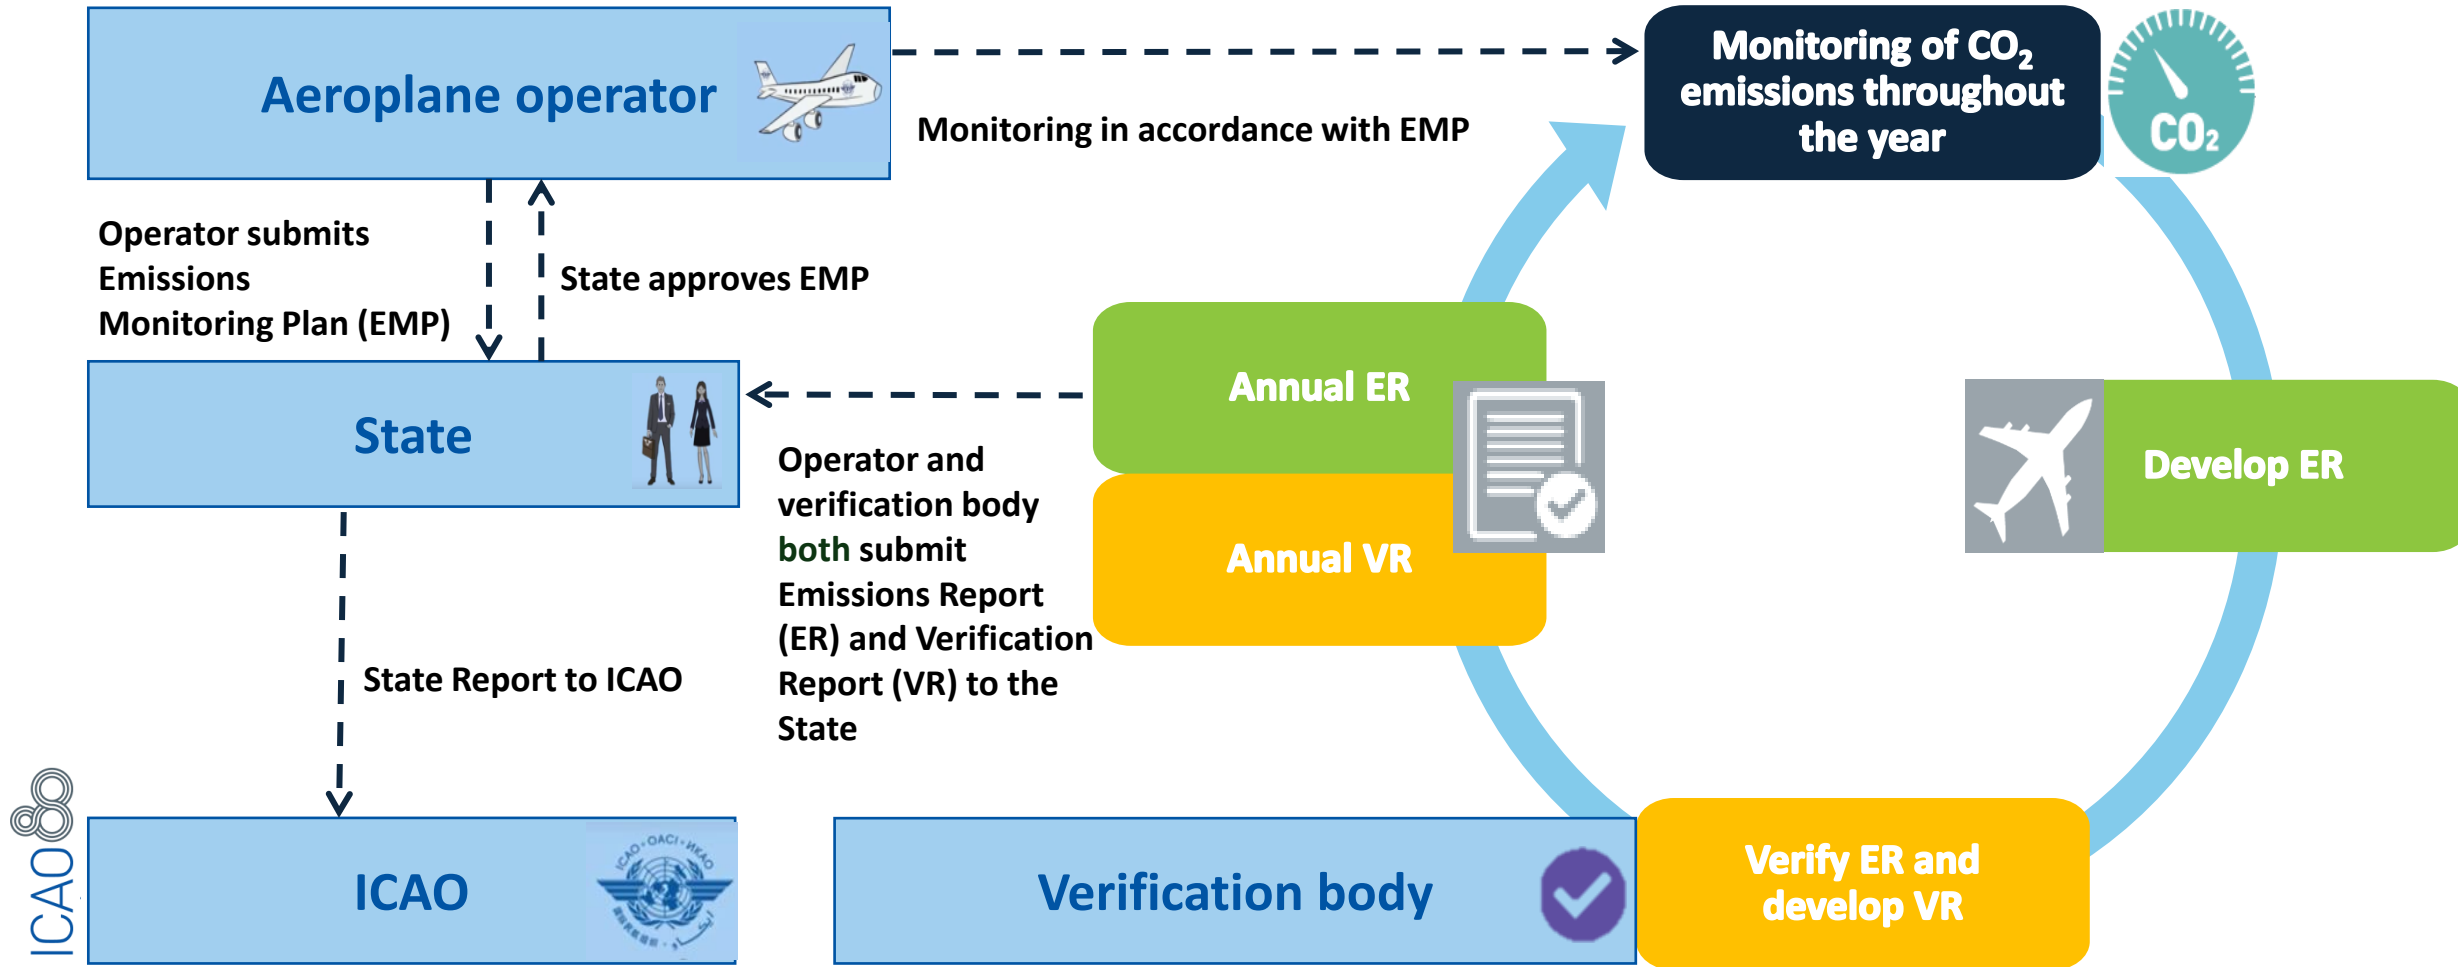 Aeroplane operator
Monitoring of CO₂
emissions throughout
the year
CO₂
Monitoring in accordance with EMP
Operator submits
Emissions
Monitoring Plan (EMP)
State approves EMP
State
Annual ER
Annual VR
Develop ER
Operator and
verification body
both submit
Emissions Report
(ER) and Verification
Report (VR) to the
State
State Report to ICAO
ICAO
ICAO
ICAO · OACI · ИКАО
Verification body
Verify ER and
develop VR